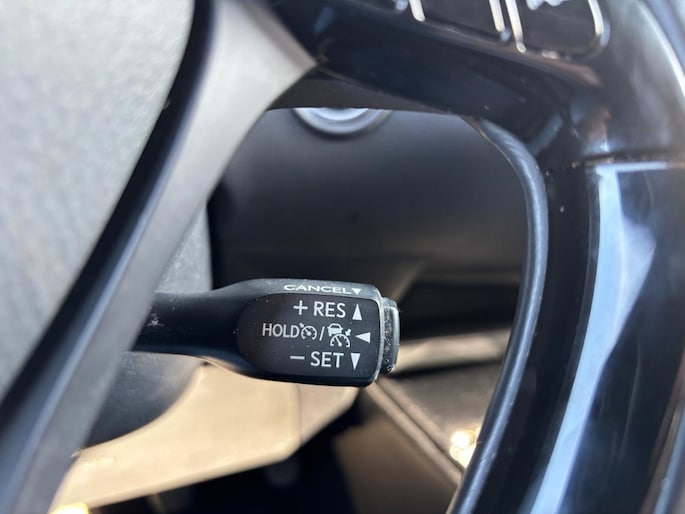 CANCEL▼
+ RES ▲
HOLD / ◀
− SET ▼